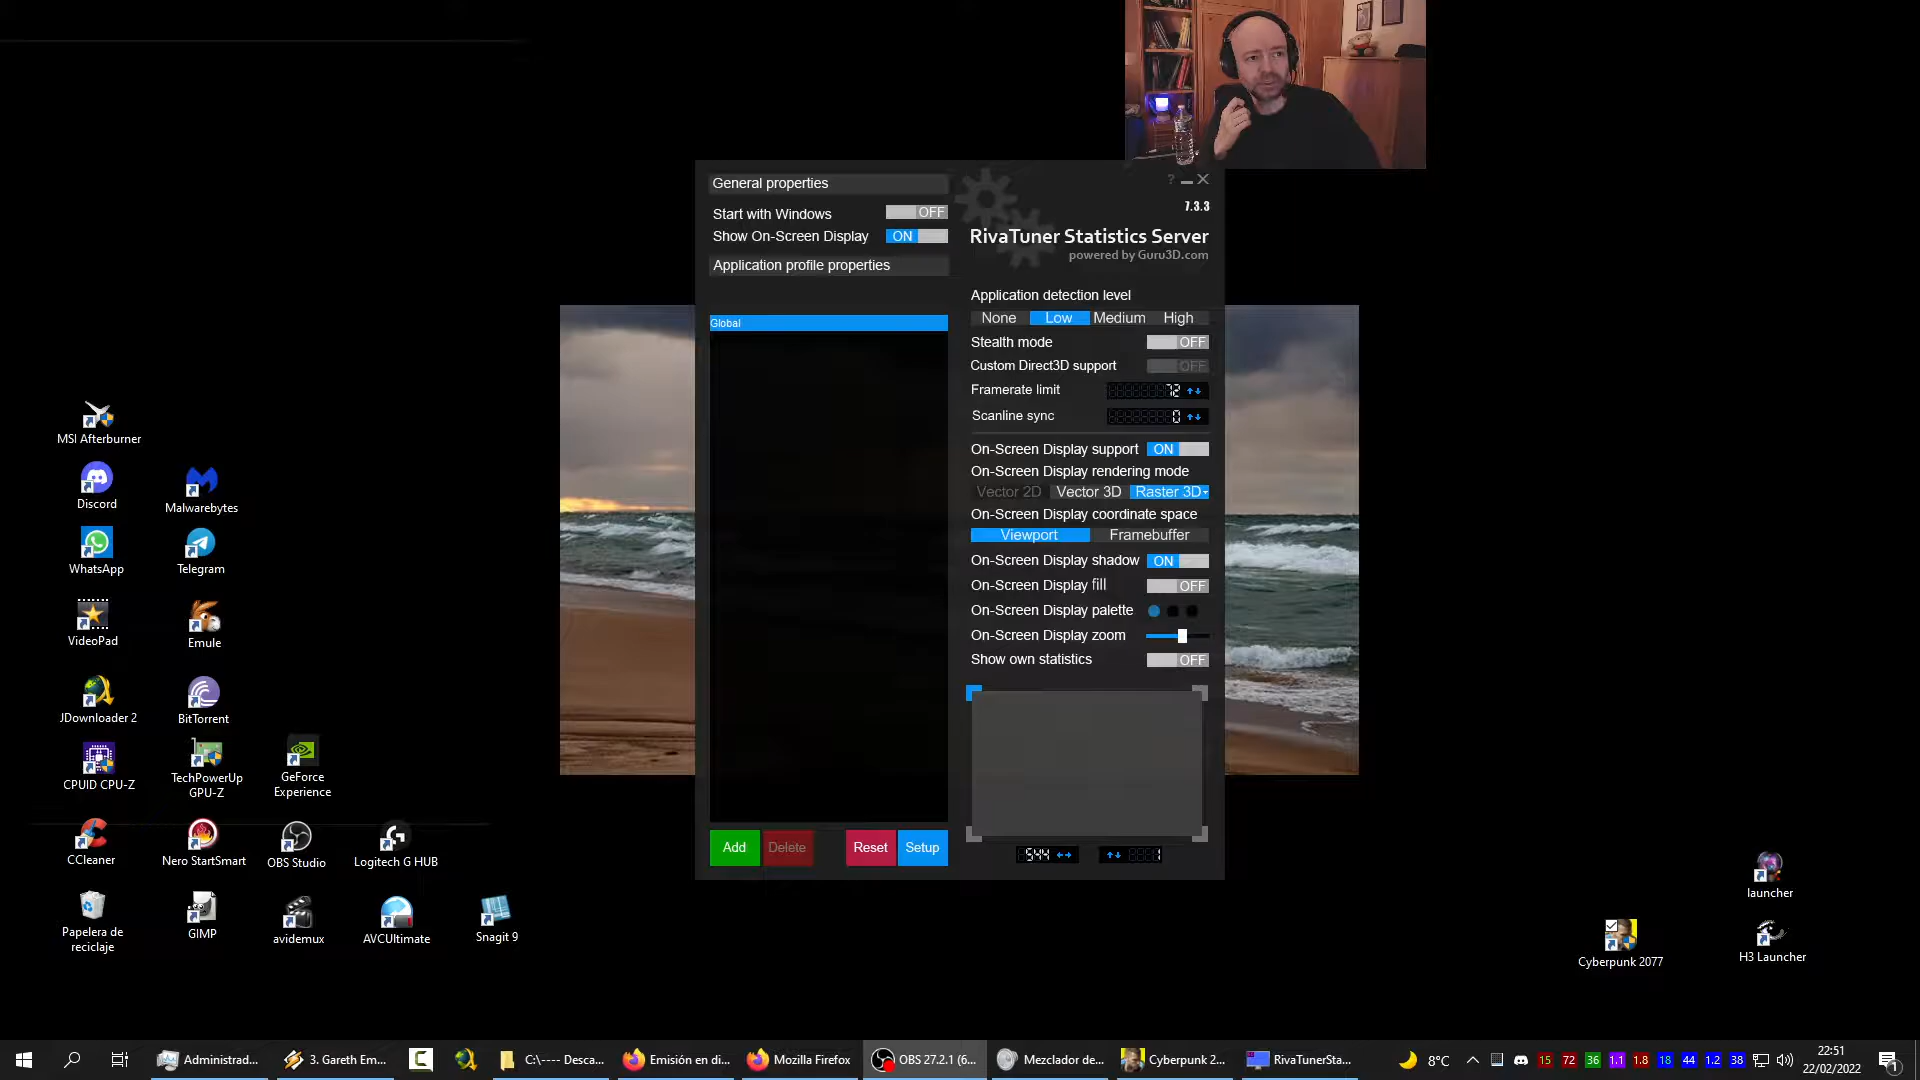 General properties
Start with Windows OFF
Show On-Screen Display ON
Application profile properties
Global
Add Delete Reset Setup
? 
7.3.3
RivaTuner Statistics Server
powered by Guru3D.com
Application detection level
None Low Medium High
Stealth mode OFF
Custom Direct3D support OFF
Framerate limit 72
Scanline sync 0
On-Screen Display support ON
On-Screen Display rendering mode
Vector 2D Vector 3D Raster 3D
On-Screen Display coordinate space
Viewport Framebuffer
On-Screen Display shadow ON
On-Screen Display fill OFF
On-Screen Display palette
On-Screen Display zoom
Show own statistics OFF
544 1
MSI Afterburner
Discord
Malwarebytes
WhatsApp
Telegram
VideoPad
Emule
JDownloader 2
BitTorrent
CPUID CPU-Z
TechPowerUp
GPU-Z
GeForce
Experience
CCleaner
Nero StartSmart
OBS Studio
Logitech G HUB
Papelera de
reciclaje
GIMP
avidemux
AVCUltimate
Snagit 9
launcher
Cyberpunk 2077
H3 Launcher
Administrad...
3. Gareth Em...
C:\---- Desca...
Emisión en di...
Mozilla Firefox
OBS 27.2.1 (6...
Mezclador de...
Cyberpunk 2...
RivaTunerSta...
8°C
15 72 36 1.1 1.8 18 44 1.2 38
22:51
22/02/2022
1